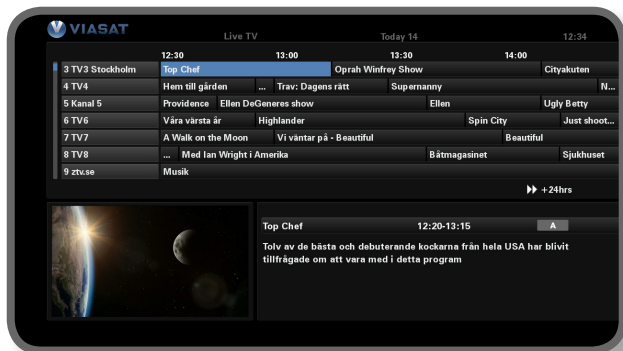 VIASAT
Live TV Today 14 12:34
12:30 13:00 13:30 14:00
3 TV3 Stockholm Top Chef Oprah Winfrey Show Cityakuten
4 TV4 Hem till gården ... Trav: Dagens rätt Supernanny N...
5 Kanal 5 Providence Ellen DeGeneres show Ellen Ugly Betty
6 TV6 Våra värsta år Highlander Spin City Just shoot...
7 TV7 A Walk on the Moon Vi väntar på - Beautiful Beautiful
8 TV8 ... Med Ian Wright i Amerika Båtmagasinet Sjukhuset
9 ztv.se Musik
+24hrs
Top Chef 12:20-13:15 A
Tolv av de bästa och debuterande kockarna från hela USA har blivit
tillfrågade om att vara med i detta program